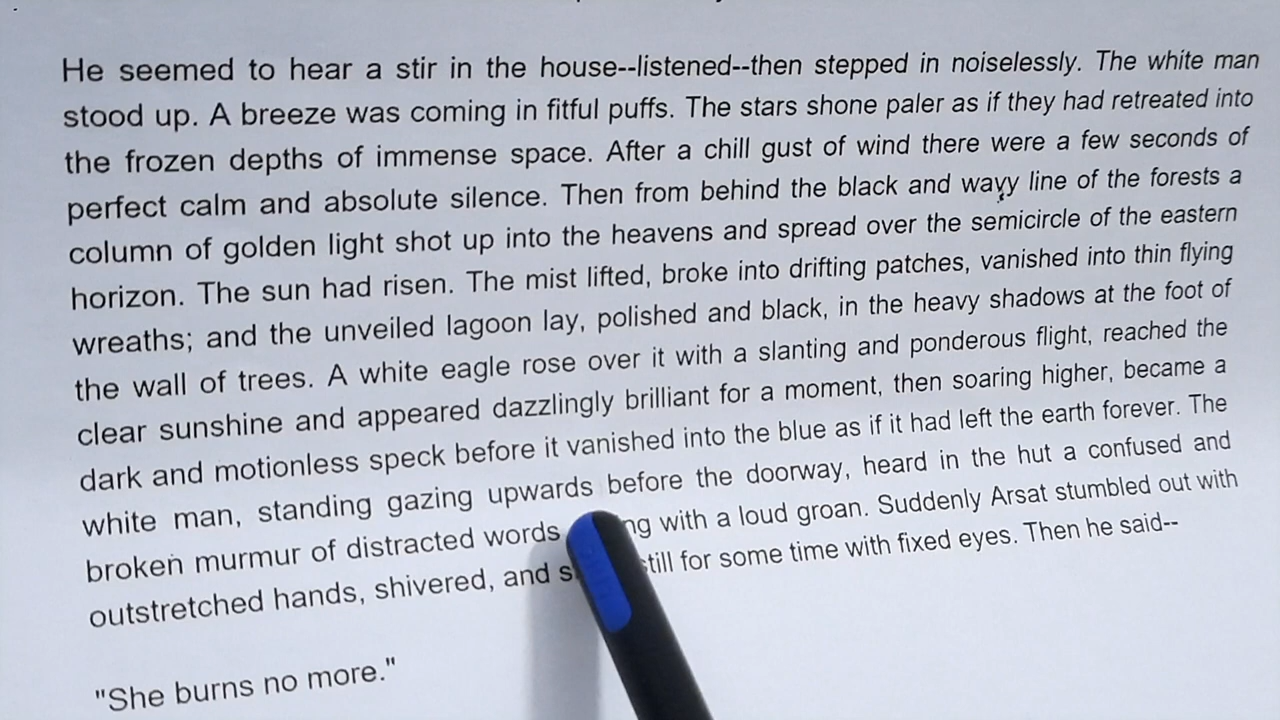 He seemed to hear a stir in the house--listened--then stepped in noiselessly. The white man
stood up. A breeze was coming in fitful puffs. The stars shone paler as if they had retreated into
the frozen depths of immense space. After a chill gust of wind there were a few seconds of
perfect calm and absolute silence. Then from behind the black and wavy line of the forests a
column of golden light shot up into the heavens and spread over the semicircle of the eastern
horizon. The sun had risen. The mist lifted, broke into drifting patches, vanished into thin flying
wreaths; and the unveiled lagoon lay, polished and black, in the heavy shadows at the foot of
the wall of trees. A white eagle rose over it with a slanting and ponderous flight, reached the
clear sunshine and appeared dazzlingly brilliant for a moment, then soaring higher, became a
dark and motionless speck before it vanished into the blue as if it had left the earth forever. The
white man, standing gazing upwards before the doorway, heard in the hut a confused and
broken murmur of distracted words with a loud groan. Suddenly Arsat stumbled out with
outstretched hands, shivered, and still for some time with fixed eyes. Then he said--
"She burns no more."